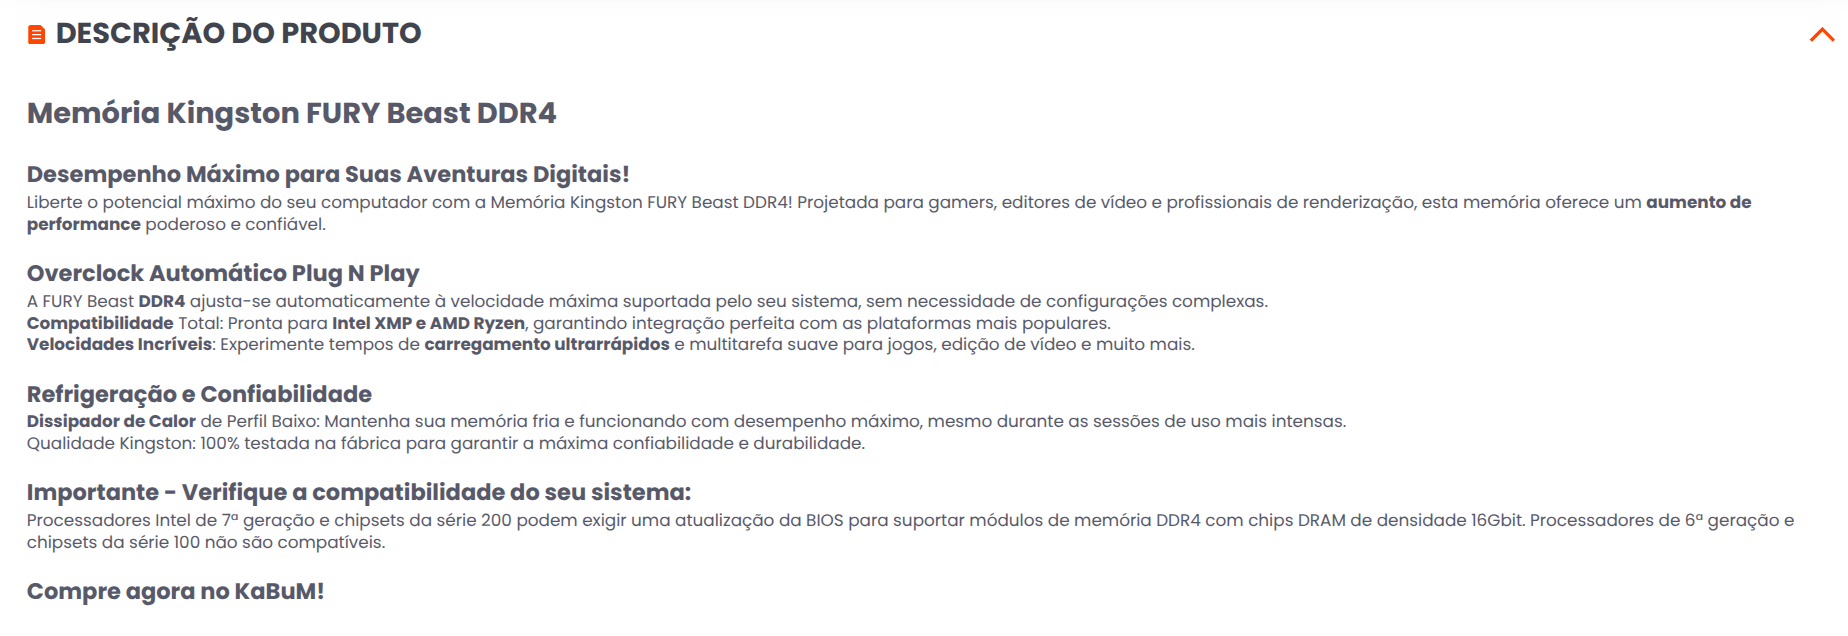 DESCRIÇÃO DO PRODUTO
Memória Kingston FURY Beast DDR4
Desempenho Máximo para Suas Aventuras Digitais!
Liberte o potencial máximo do seu computador com a Memória Kingston FURY Beast DDR4! Projetada para gamers, editores de vídeo e profissionais de renderização, esta memória oferece um aumento de
performance poderoso e confiável.
Overclock Automático Plug N Play
A FURY Beast DDR4 ajusta-se automaticamente à velocidade máxima suportada pelo seu sistema, sem necessidade de configurações complexas.
Compatibilidade Total: Pronta para Intel XMP e AMD Ryzen, garantindo integração perfeita com as plataformas mais populares.
Velocidades Incríveis: Experimente tempos de carregamento ultrarrápidos e multitarefa suave para jogos, edição de vídeo e muito mais.
Refrigeração e Confiabilidade
Dissipador de Calor de Perfil Baixo: Mantenha sua memória fria e funcionando com desempenho máximo, mesmo durante as sessões de uso mais intensas.
Qualidade Kingston: 100% testada na fábrica para garantir a máxima confiabilidade e durabilidade.
Importante - Verifique a compatibilidade do seu sistema:
Processadores Intel de 7ª geração e chipsets da série 200 podem exigir uma atualização da BIOS para suportar módulos de memória DDR4 com chips DRAM de densidade 16Gbit. Processadores de 6ª geração e
chipsets da série 100 não são compatíveis.
Compre agora no KaBuM!